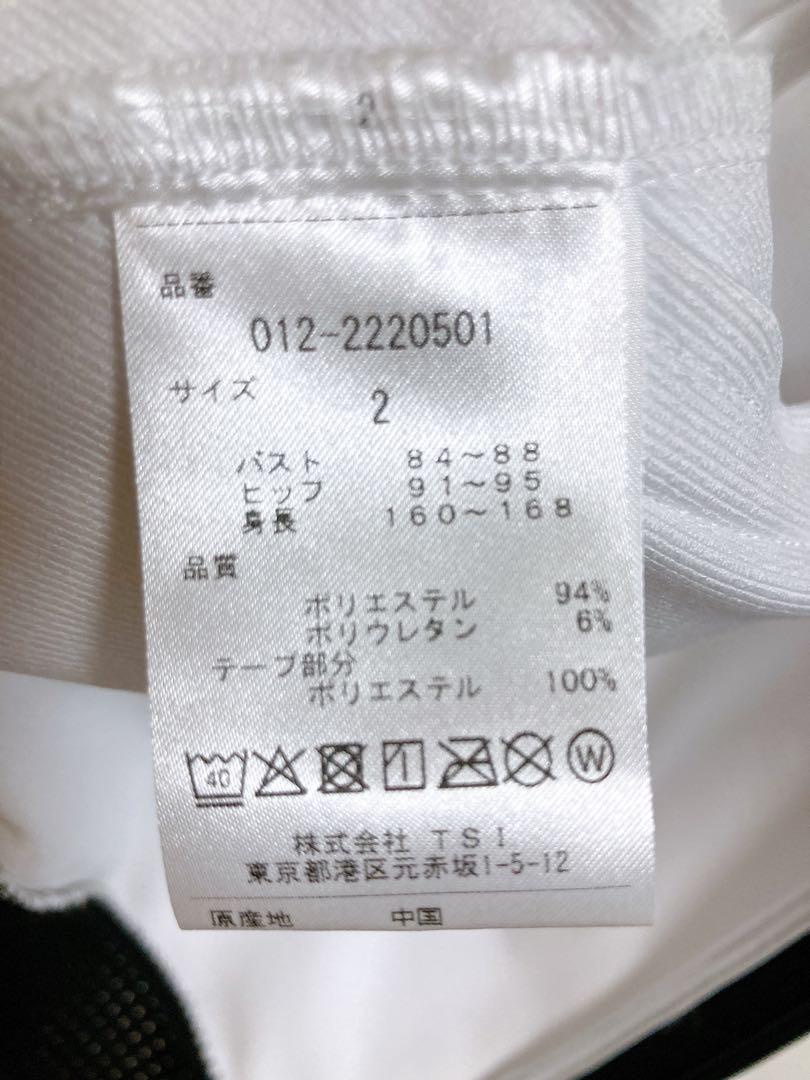 2
品番
012-2220501
サイズ
2
バスト 84～88
ヒップ 91～95
身長 160～168
品質
ポリエステル 94%
ポリウレタン 6%
テープ部分
ポリエステル 100%
40 W
株式会社 TSI
東京都港区元赤坂1-5-12
原産地 中国